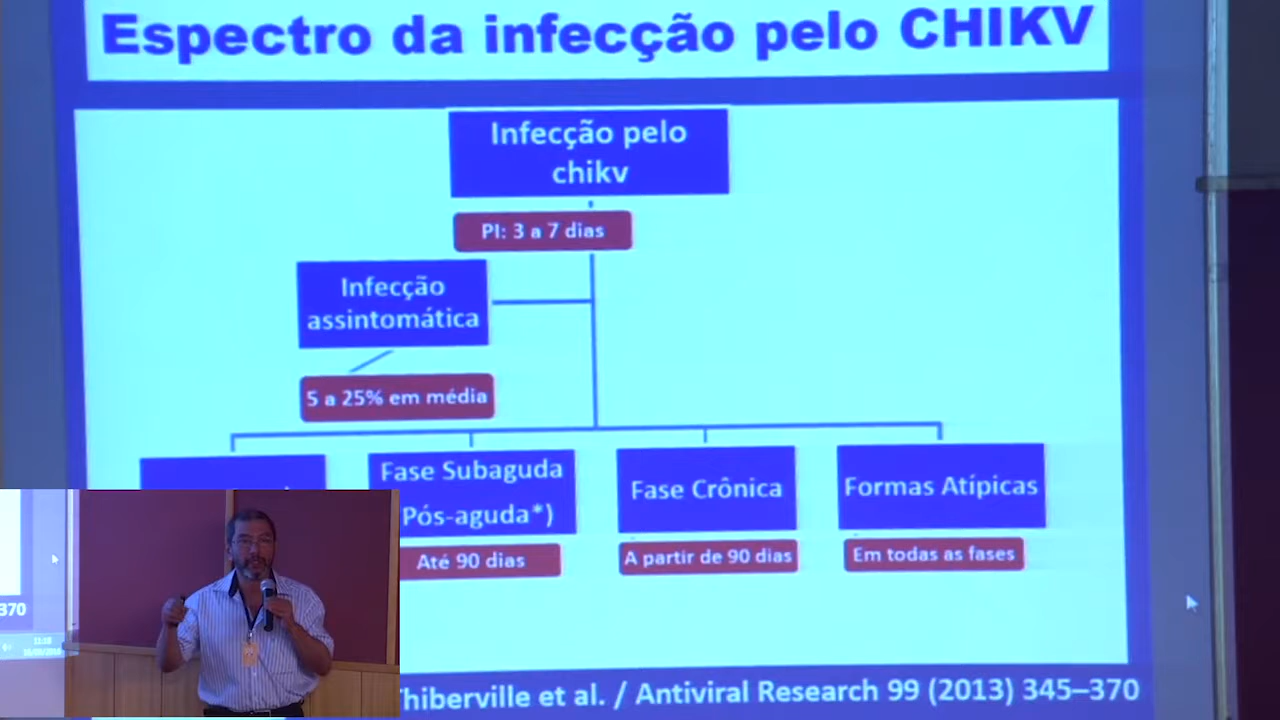 Espectro da infecção pelo CHIKV
Infecção pelo
chikv
PI: 3 a 7 dias
Infecção
assintomática
5 a 25% em média
Fase Subaguda
Pós-aguda*)
Fase Crônica
Formas Atípicas
Até 90 dias
A partir de 90 dias
Em todas as fases
Thiberville et al. / Antiviral Research 99 (2013) 345–370
370